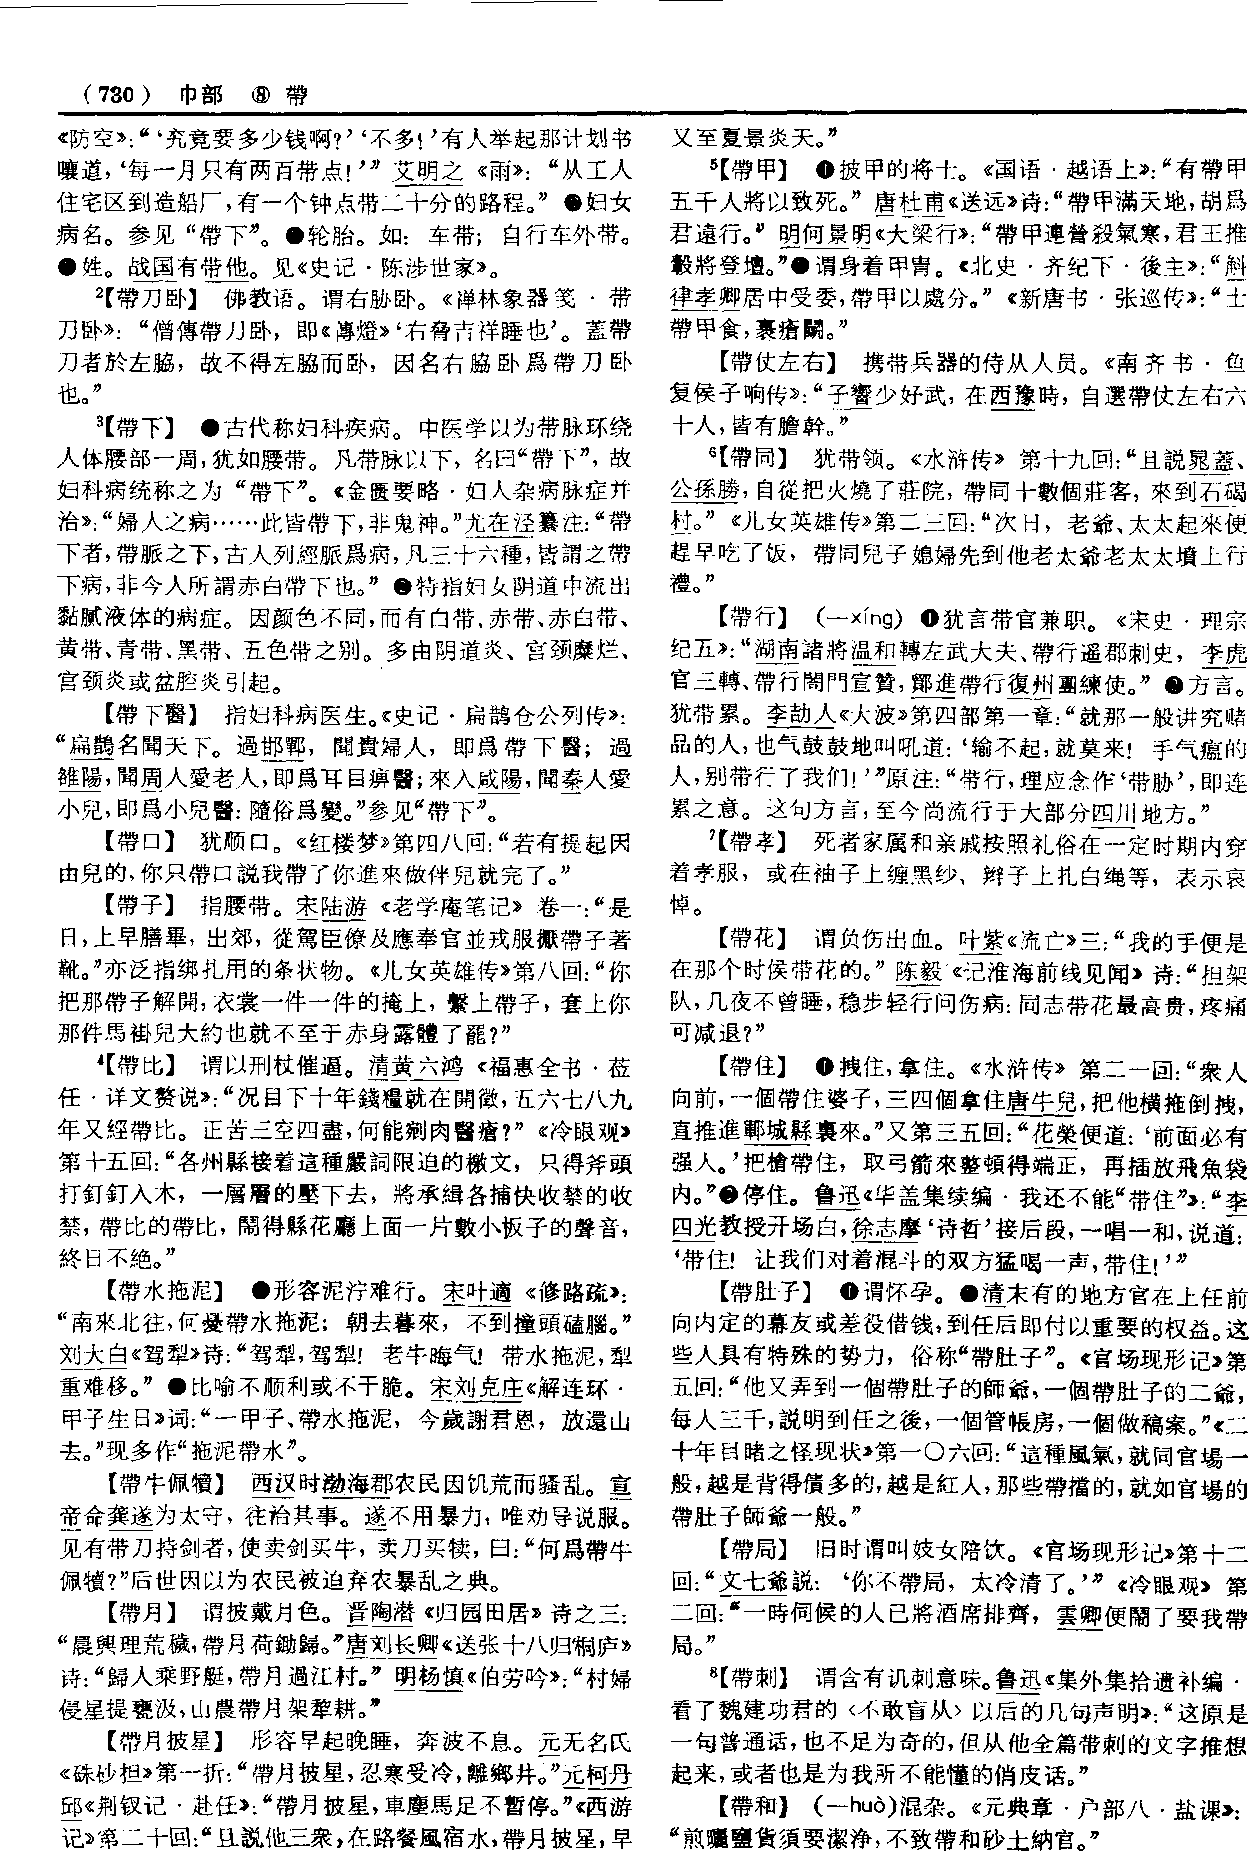 （730） 巾部 ⑧ 帶
《防空》：“‘究竟要多少钱啊？’‘不多！’有人举起那计划书
嚷道，‘每一月只有两百带点！’”艾明之《雨》：“从工人
住宅区到造船厂，有一个钟点带二十分的路程。”●妇女
病名。参见“帶下”。●轮胎。如：车带；自行车外带。
●姓。战国有带他。见《史记·陈涉世家》。
²【帶刀卧】 佛教语。谓右胁卧。《禅林象器笺·带
刀卧》：“僧傳帶刀卧，即《傳燈》‘右脅吉祥睡也’。蓋帶
刀者於左脇，故不得左脇而卧，因名右脇卧爲帶刀卧
也。”
³【帶下】 ●古代称妇科疾病。中医学以为带脉环绕
人体腰部一周，犹如腰带。凡带脉以下，名曰“帶下”，故
妇科病统称之为“帶下”。《金匮要略·妇人杂病脉症并
治》：“婦人之病……此皆帶下，非鬼神。”尤在泾纂注：“帶
下者，帶脈之下，古人列經脈爲病，凡三十六種，皆謂之帶
下病，非今人所謂赤白帶下也。”❷特指妇女阴道中流出
黏腻液体的病症。因颜色不同，而有白带、赤带、赤白带、
黄带、青带、黑带、五色带之别。多由阴道炎、宫颈糜烂、
宫颈炎或盆腔炎引起。
【帶下醫】 指妇科病医生。《史记·扁鹊仓公列传》：
“扁鵲名聞天下。過邯鄲，聞貴婦人，即爲帶下醫；過
雒陽，聞周人愛老人，即爲耳目痹醫；來入咸陽，聞秦人愛
小兒，即爲小兒醫：隨俗爲變。”参见“帶下”。
【帶口】 犹顺口。《红楼梦》第四八回：“若有提起因
由兒的，你只帶口説我帶了你進來做伴兒就完了。”
【帶子】 指腰带。宋陆游《老学庵笔记》卷一：“是
日，上早膳畢，出郊，從駕臣僚及應奉官並戎服撅帶子著
靴。”亦泛指绑扎用的条状物。《儿女英雄传》第八回：“你
把那帶子解開，衣裳一件一件的掩上，繫上帶子，套上你
那件馬褂兒大約也就不至于赤身露體了罷？”
⁴【帶比】 谓以刑杖催逼。清黄六鸿《福惠全书·莅
任·详文赘说》：“况目下十年錢糧就在開徵，五六七八九
年又經帶比。正苦三空四盡，何能剜肉醫瘡？”《冷眼观》
第十五回：“各州縣接着這種嚴詞限迫的檄文，只得斧頭
打釘釘入木，一層層的壓下去，將承緝各捕快收禁的收
禁，帶比的帶比，鬧得縣花廳上面一片數小板子的聲音，
終日不絶。”
【帶水拖泥】 ●形容泥泞难行。宋叶適《修路疏》：
“南來北往，何憂帶水拖泥；朝去暮來，不到撞頭磕腦。”
刘大白《驾犁》诗：“驾犁，驾犁！老牛晦气！带水拖泥，犁
重难移。”●比喻不顺利或不干脆。宋刘克庄《解连环·
甲子生日》词：“一甲子、帶水拖泥，今歲謝君恩，放還山
去。”现多作“拖泥帶水”。
【帶牛佩犢】 西汉时渤海郡农民因饥荒而骚乱。宣
帝命龚遂为太守，往治其事。遂不用暴力，唯劝导说服。
见有带刀持剑者，使卖剑买牛，卖刀买犊，曰：“何爲帶牛
佩犢？”后世因以为农民被迫弃农暴乱之典。
【帶月】 谓披戴月色。晋陶潜《归园田居》诗之三：
“晨興理荒穢，帶月荷鋤歸。”唐刘长卿《送张十八归桐庐》
诗：“歸人乘野艇，帶月過江村。”明杨慎《伯劳吟》：“村婦
侵星提甕汲，山農帶月架犂耕。”
【帶月披星】 形容早起晚睡，奔波不息。元无名氏
《硃砂担》第一折：“帶月披星，忍寒受冷，離鄉井。”元柯丹
邱《荆钗记·赴任》：“帶月披星，車塵馬足不暫停。”《西游
记》第二十回：“且説他三衆，在路餐風宿水，帶月披星，早
又至夏景炎天。”
⁵【帶甲】 ❶披甲的将士。《国语·越语上》：“有帶甲
五千人將以致死。”唐杜甫《送远》诗：“帶甲滿天地，胡爲
君遠行。”明何景明《大梁行》：“帶甲連營殺氣寒，君王推
轂將登壇。”●谓身着甲胄。《北史·齐纪下·後主》：“斛
律孝卿居中受委，帶甲以處分。”《新唐书·张巡传》：“士
帶甲食，裹瘡鬭。”
【帶仗左右】 携带兵器的侍从人员。《南齐书·鱼
复侯子响传》：“子響少好武，在西豫時，自選帶仗左右六
十人，皆有膽幹。”
⁶【帶同】 犹带领。《水浒传》第十九回：“且説晁蓋、
公孫勝，自從把火燒了莊院，帶同十數個莊客，來到石碣
村。”《儿女英雄传》第二三回：“次日，老爺、太太起來便
趕早吃了饭，帶同兒子媳婦先到他老太爺老太太墳上行
禮。”
【帶行】 （—xíng）❶犹言带官兼职。《宋史·理宗
纪五》：“湖南諸將温和轉左武大夫、帶行遥郡刺史，李虎
官三轉、帶行閤門宣贊，鄭進帶行復州團練使。”❷方言。
犹带累。李劼人《大波》第四部第一章：“就那一般讲究赌
品的人，也气鼓鼓地叫吼道：‘输不起，就莫来！手气瘟的
人，别带行了我们！’”原注：“带行，理应念作‘带胁’，即连
累之意。这句方言，至今尚流行于大部分四川地方。”
⁷【帶孝】 死者家属和亲戚按照礼俗在一定时期内穿
着孝服，或在袖子上缠黑纱、辫子上扎白绳等，表示哀
悼。
【帶花】 谓负伤出血。叶紫《流亡》三：“我的手便是
在那个时侯带花的。”陈毅《记淮海前线见闻》诗：“担架
队，几夜不曾睡，稳步轻行问伤病：同志带花最高贵，疼痛
可减退？”
【帶住】 ❶拽住，拿住。《水浒传》第二一回：“衆人
向前，一個帶住婆子，三四個拿住唐牛兒，把他横拖倒拽，
直推進鄆城縣裏來。”又第三五回：“花榮便道：‘前面必有
强人。’把槍帶住，取弓箭來整頓得端正，再插放飛魚袋
内。”❷停住。鲁迅《华盖集续编·我还不能“带住”》：“李
四光教授开场白，徐志摩‘诗哲’接后段，一唱一和，说道：
‘带住！让我们对着混斗的双方猛喝一声，带住！’”
【帶肚子】 ❶谓怀孕。●清末有的地方官在上任前
向内定的幕友或差役借钱，到任后即付以重要的权益。这
些人具有特殊的势力，俗称“帶肚子”。《官场现形记》第
五回：“他又弄到一個帶肚子的師爺，一個帶肚子的二爺，
每人三千，説明到任之後，一個管帳房，一個做稿案。”《二
十年目睹之怪现状》第一〇六回：“這種風氣，就同官場一
般，越是背得債多的，越是紅人，那些帶擋的，就如官場的
帶肚子師爺一般。”
【帶局】 旧时谓叫妓女陪饮。《官场现形记》第十二
回：“文七爺説：‘你不帶局，太冷清了。’”《冷眼观》第
二回：“一時伺候的人已將酒席排齊，雲卿便鬧了要我帶
局。”
⁸【帶刺】 谓含有讥刺意味。鲁迅《集外集拾遗补编·
看了魏建功君的〈不敢盲从〉以后的几句声明》：“这原是
一句普通话，也不足为奇的，但从他全篇带刺的文字推想
起来，或者也是为我所不能懂的俏皮话。”
【帶和】 （—huò）混杂。《元典章·户部八·盐课》：
“煎曬鹽貨須要潔净，不致帶和砂土納官。”